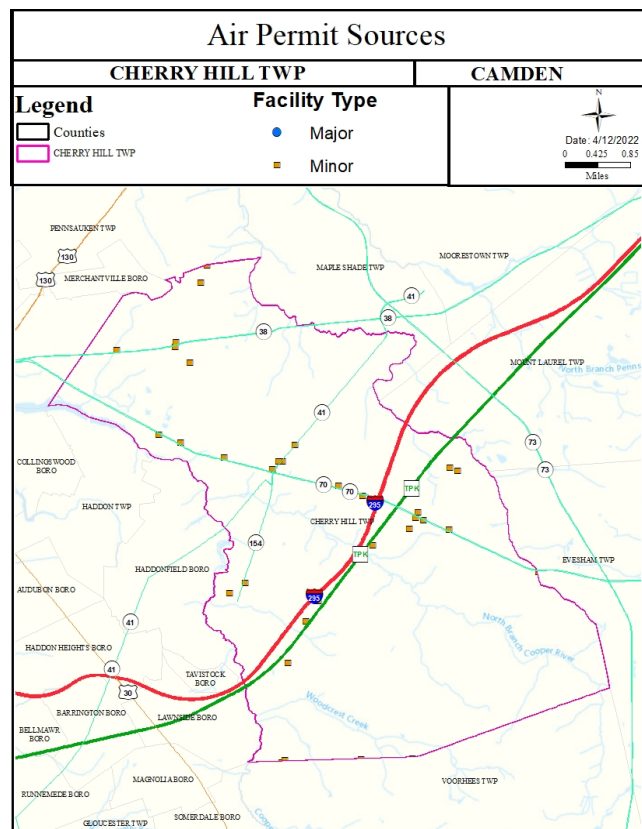 Air Permit Sources
CHERRY HILL TWP
CAMDEN
Legend
Counties
CHERRY HILL TWP
Facility Type
Major
Minor
N
Date: 4/12/2022
0 0.425 0.85
Miles
PENNSAUKEN TWP
130
130
MERCHANTVILLE BORO
MAPLE SHADE TWP
MOORESTOWN TWP
41
38
38
MOUNT LAUREL TWP
North Branch Penns
41
73
73
COLLINGSWOOD
BORO
HADDON TWP
70
70
TPK
295
CHERRY HILL TWP
154
TPK
HADDONFIELD BORO
EVESHAM TWP
AUDUBON BORO
295
41
North Branch Cooper River
HADDON HEIGHTS BORO
41
30
TAVISTOCK
BORO
BARRINGTON BORO
LAWNSIDE BORO
Woodcrest Creek
BELLMAWR
BORO
MAGNOLIA BORO
VOORHEES TWP
RUNNEMEDE BORO
SOMERDALE BORO
GLOUCESTER TWP